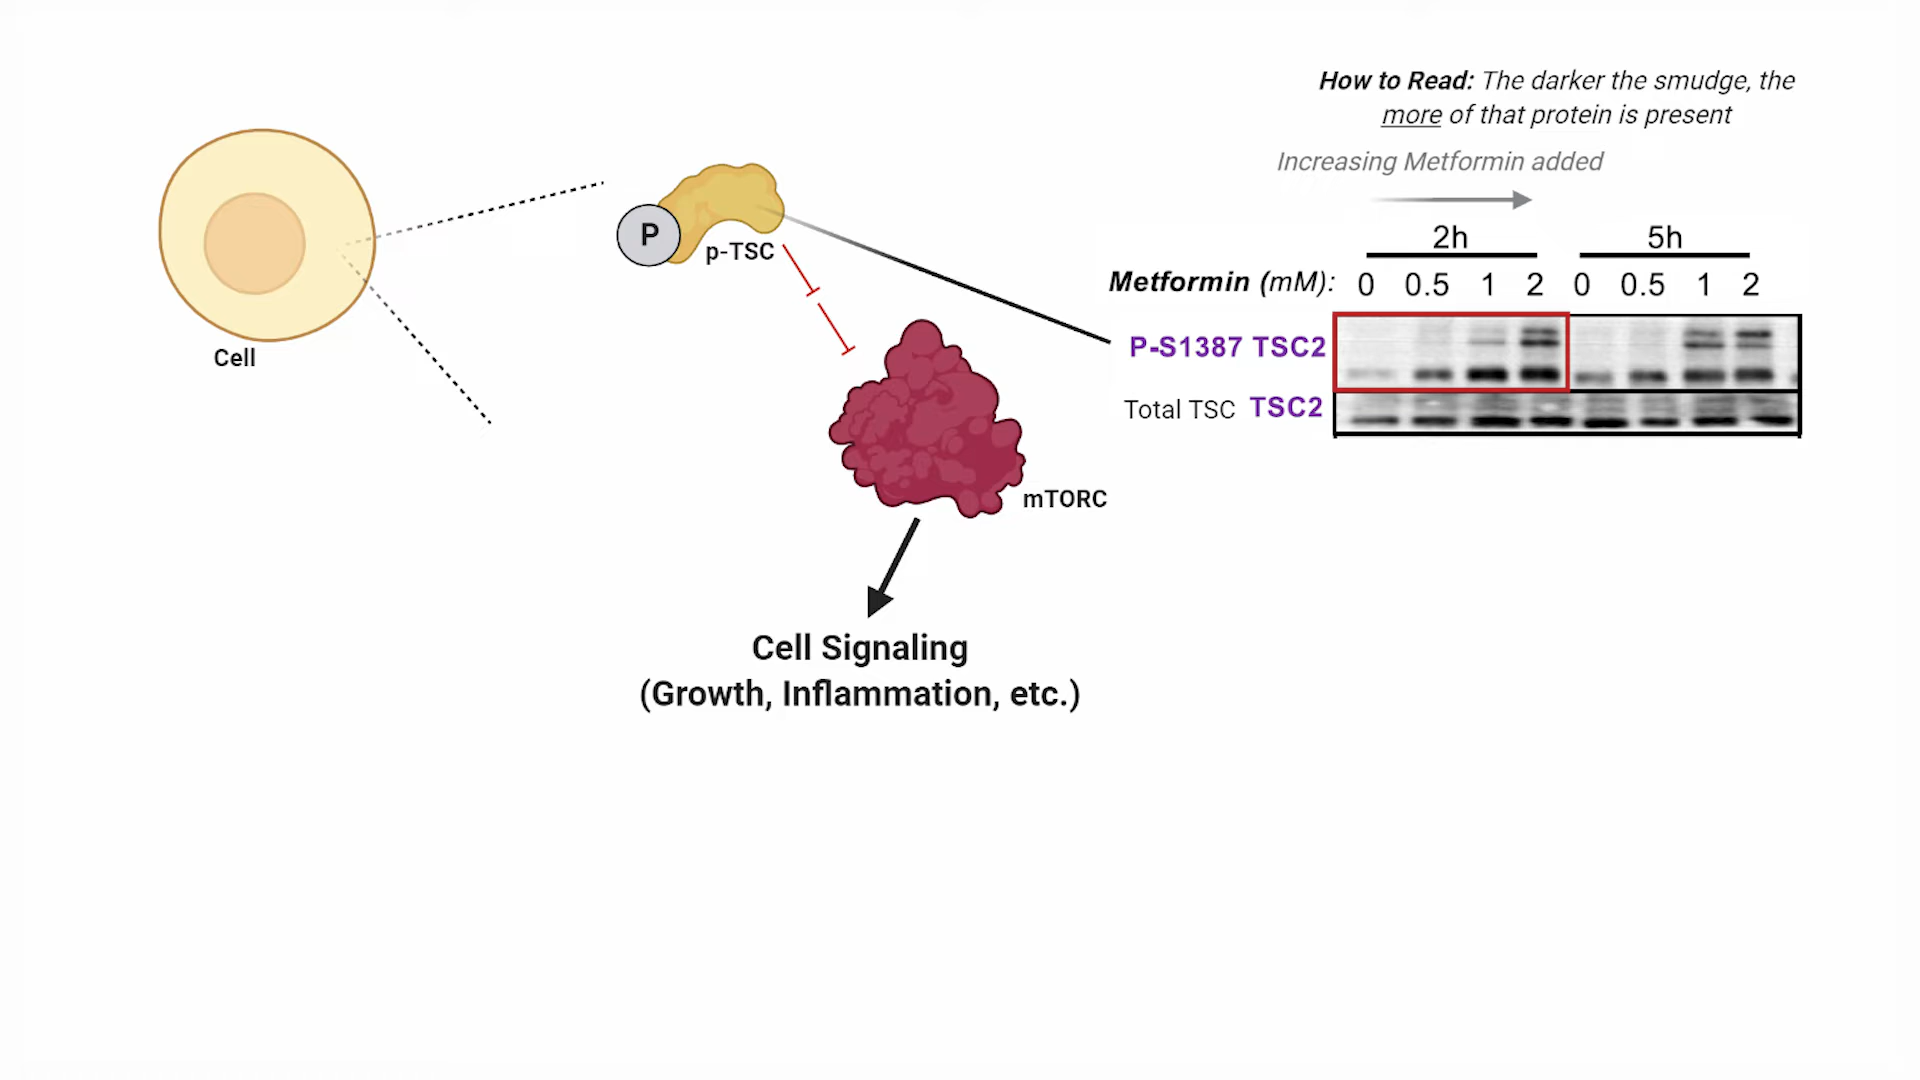 How to Read: The darker the smudge, the
more of that protein is present
Increasing Metformin added
2h 5h
Metformin (mM): 0 0.5 1 2 0 0.5 1 2
P-S1387 TSC2
Total TSC TSC2
P
p-TSC
Cell
mTORC
Cell Signaling
(Growth, Inflammation, etc.)